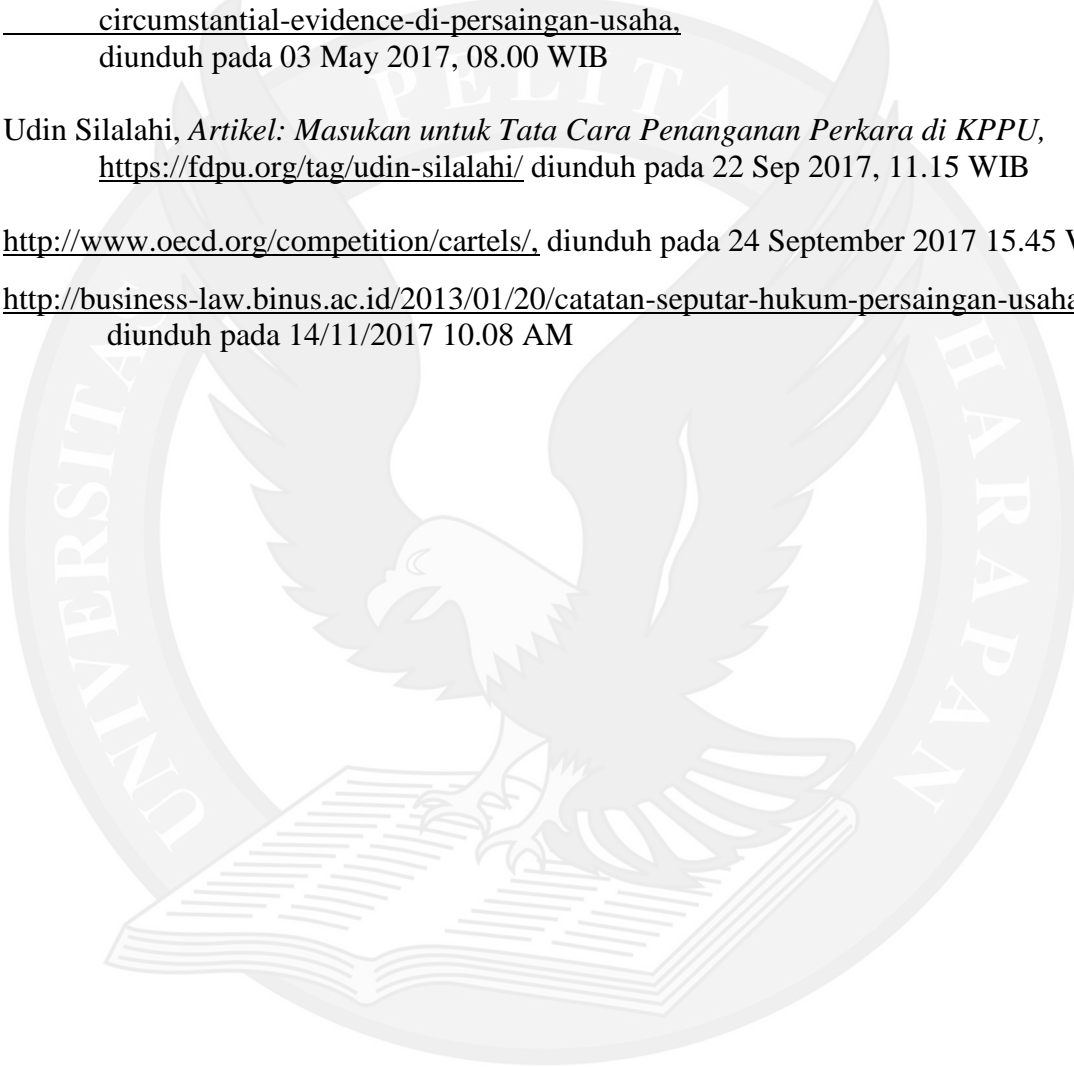 circumstantial-evidence-di-persaingan-usaha,
diunduh pada 03 May 2017, 08.00 WIB
Udin Silalahi, Artikel: Masukan untuk Tata Cara Penanganan Perkara di KPPU,
https://fdpu.org/tag/udin-silalahi/ diunduh pada 22 Sep 2017, 11.15 WIB
http://www.oecd.org/competition/cartels/, diunduh pada 24 September 2017 15.45
http://business-law.binus.ac.id/2013/01/20/catatan-seputar-hukum-persaingan-usaha
diunduh pada 14/11/2017 10.08 AM
UNIVERSITAS PELITA HARAPAN